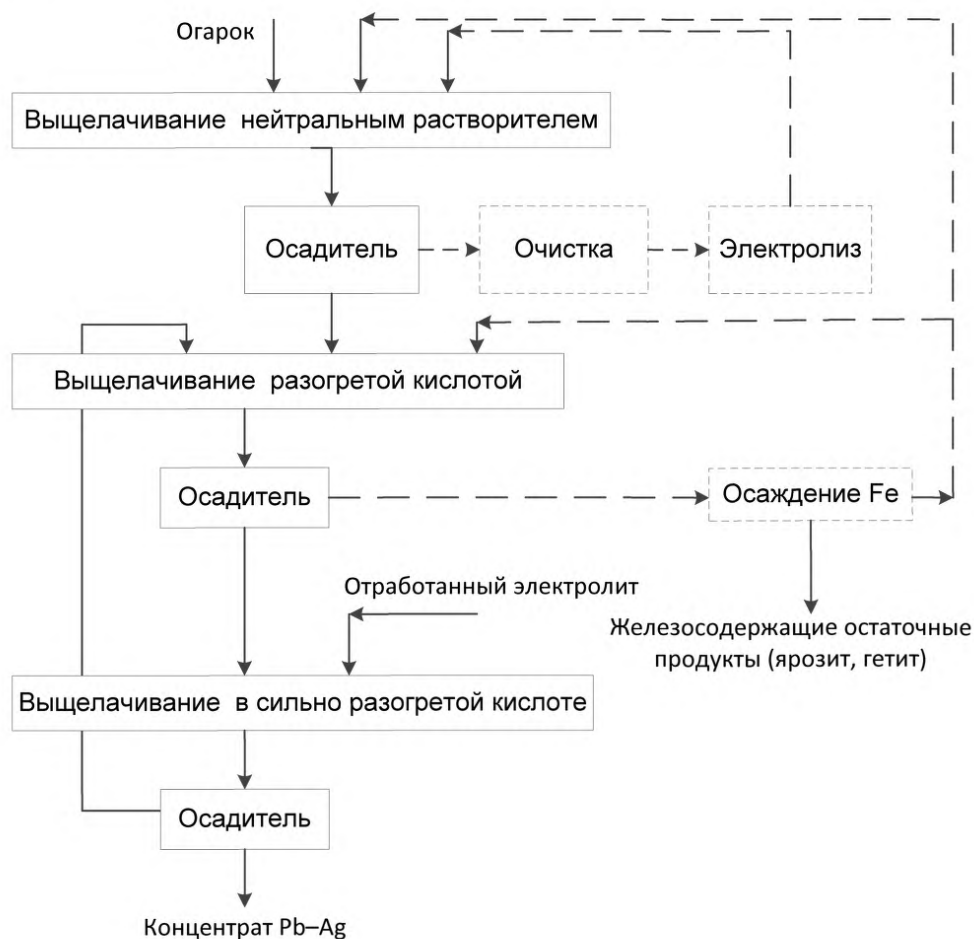 Огарок
Выщелачивание нейтральным растворителем
Осадитель
Очистка
Электролиз
Выщелачивание разогретой кислотой
Осадитель
Осаждение Fe
Отработанный электролит
Железосодержащие остаточные
продукты (ярозит, гетит)
Выщелачивание в сильно разогретой кислоте
Осадитель
Концентрат Pb–Ag